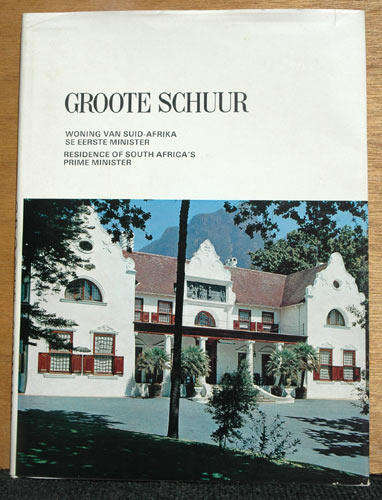 GROOTE SCHUUR
WONING VAN SUID-AFRIKA
SE EERSTE MINISTER
RESIDENCE OF SOUTH AFRICA'S
PRIME MINISTER